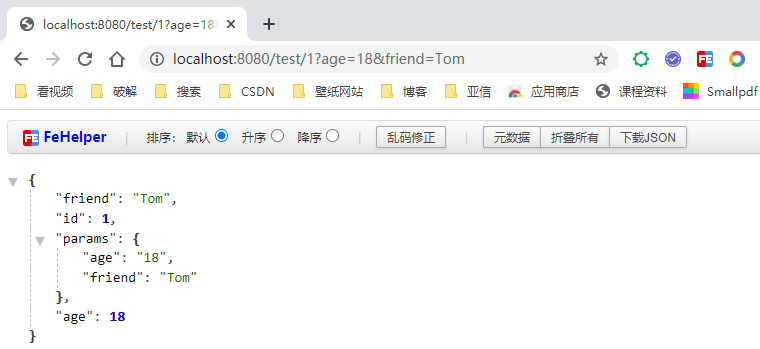 localhost:8080/test/1?age=18&
localhost:8080/test/1?age=18&friend=Tom
看视频 破解 搜索 CSDN 壁纸网站 博客 亚信 应用商店 课程资料 Smallpdf
FeHelper | 排序: 默认 升序 降序 | 乱码修正 | 元数据 折叠所有 下载JSON
{
"friend": "Tom",
"id": 1,
"params": {
"age": "18",
"friend": "Tom"
},
"age": 18
}